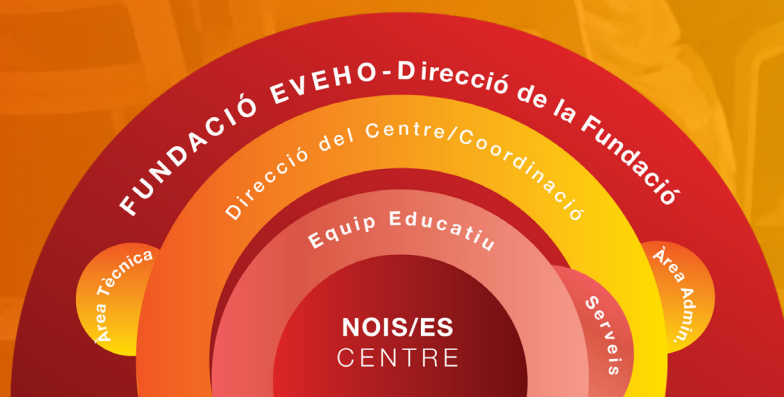 FUNDACIÓ EVEHO-Direcció de la Fundació
Direcció del Centre/Coordinació
Equip Educatiu
Àrea Tècnica
Àrea Admin.
Serveis
NOIS/ES
CENTRE